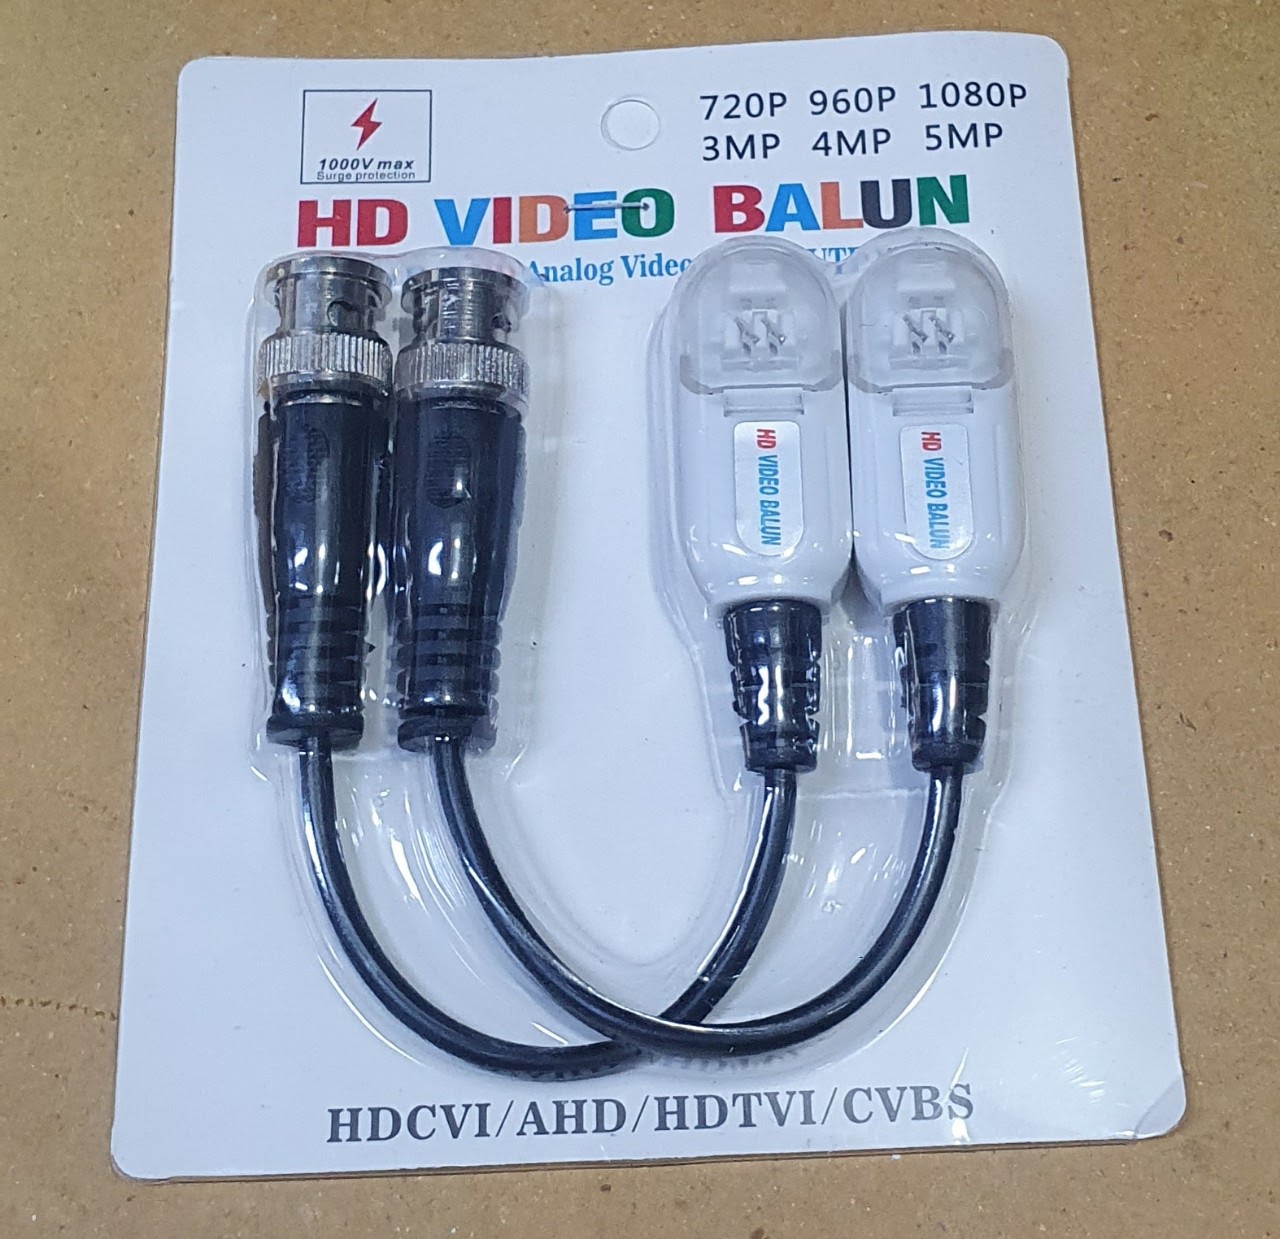 720P 960P 1080P
3MP 4MP 5MP
1000V max
Surge protection
HD VIDEO BALUN
Analog Video
HD VIDEO BALUN
HD VIDEO BALUN
HDCVI/AHD/HDTVI/CVBS